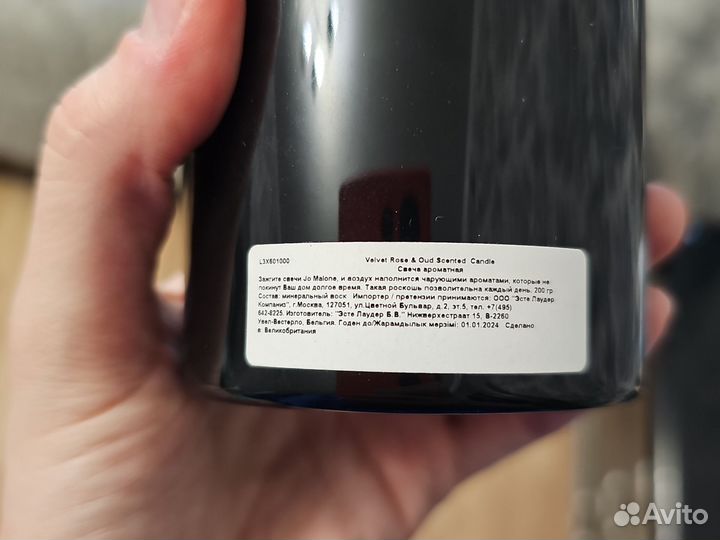 L3X601000 Velvet Rose & Oud Scented Candle
Свеча ароматная
Зажгите свечи Jo Malone, и воздух наполнится чарующими ароматами, которые не
покинут Ваш дом долгое время. Такая роскошь позволительна каждый день. 200 гр
Состав: минеральный воск Импортер / претензии принимаются: ООО "Эсте Лаудер
Компаниз", г.Москва, 127051, ул.Цветной Бульвар, д.2, эт.5, тел. +7(495)
642-8225. Изготовитель: "Эсте Лаудер Б.В." Нижверхестраат 15, B-2260
Увел-Вестерло, Бельгия. Годен до/Жарамдылык мерзімі: 01.01.2024 Сделано
в: Великобритания
Avito